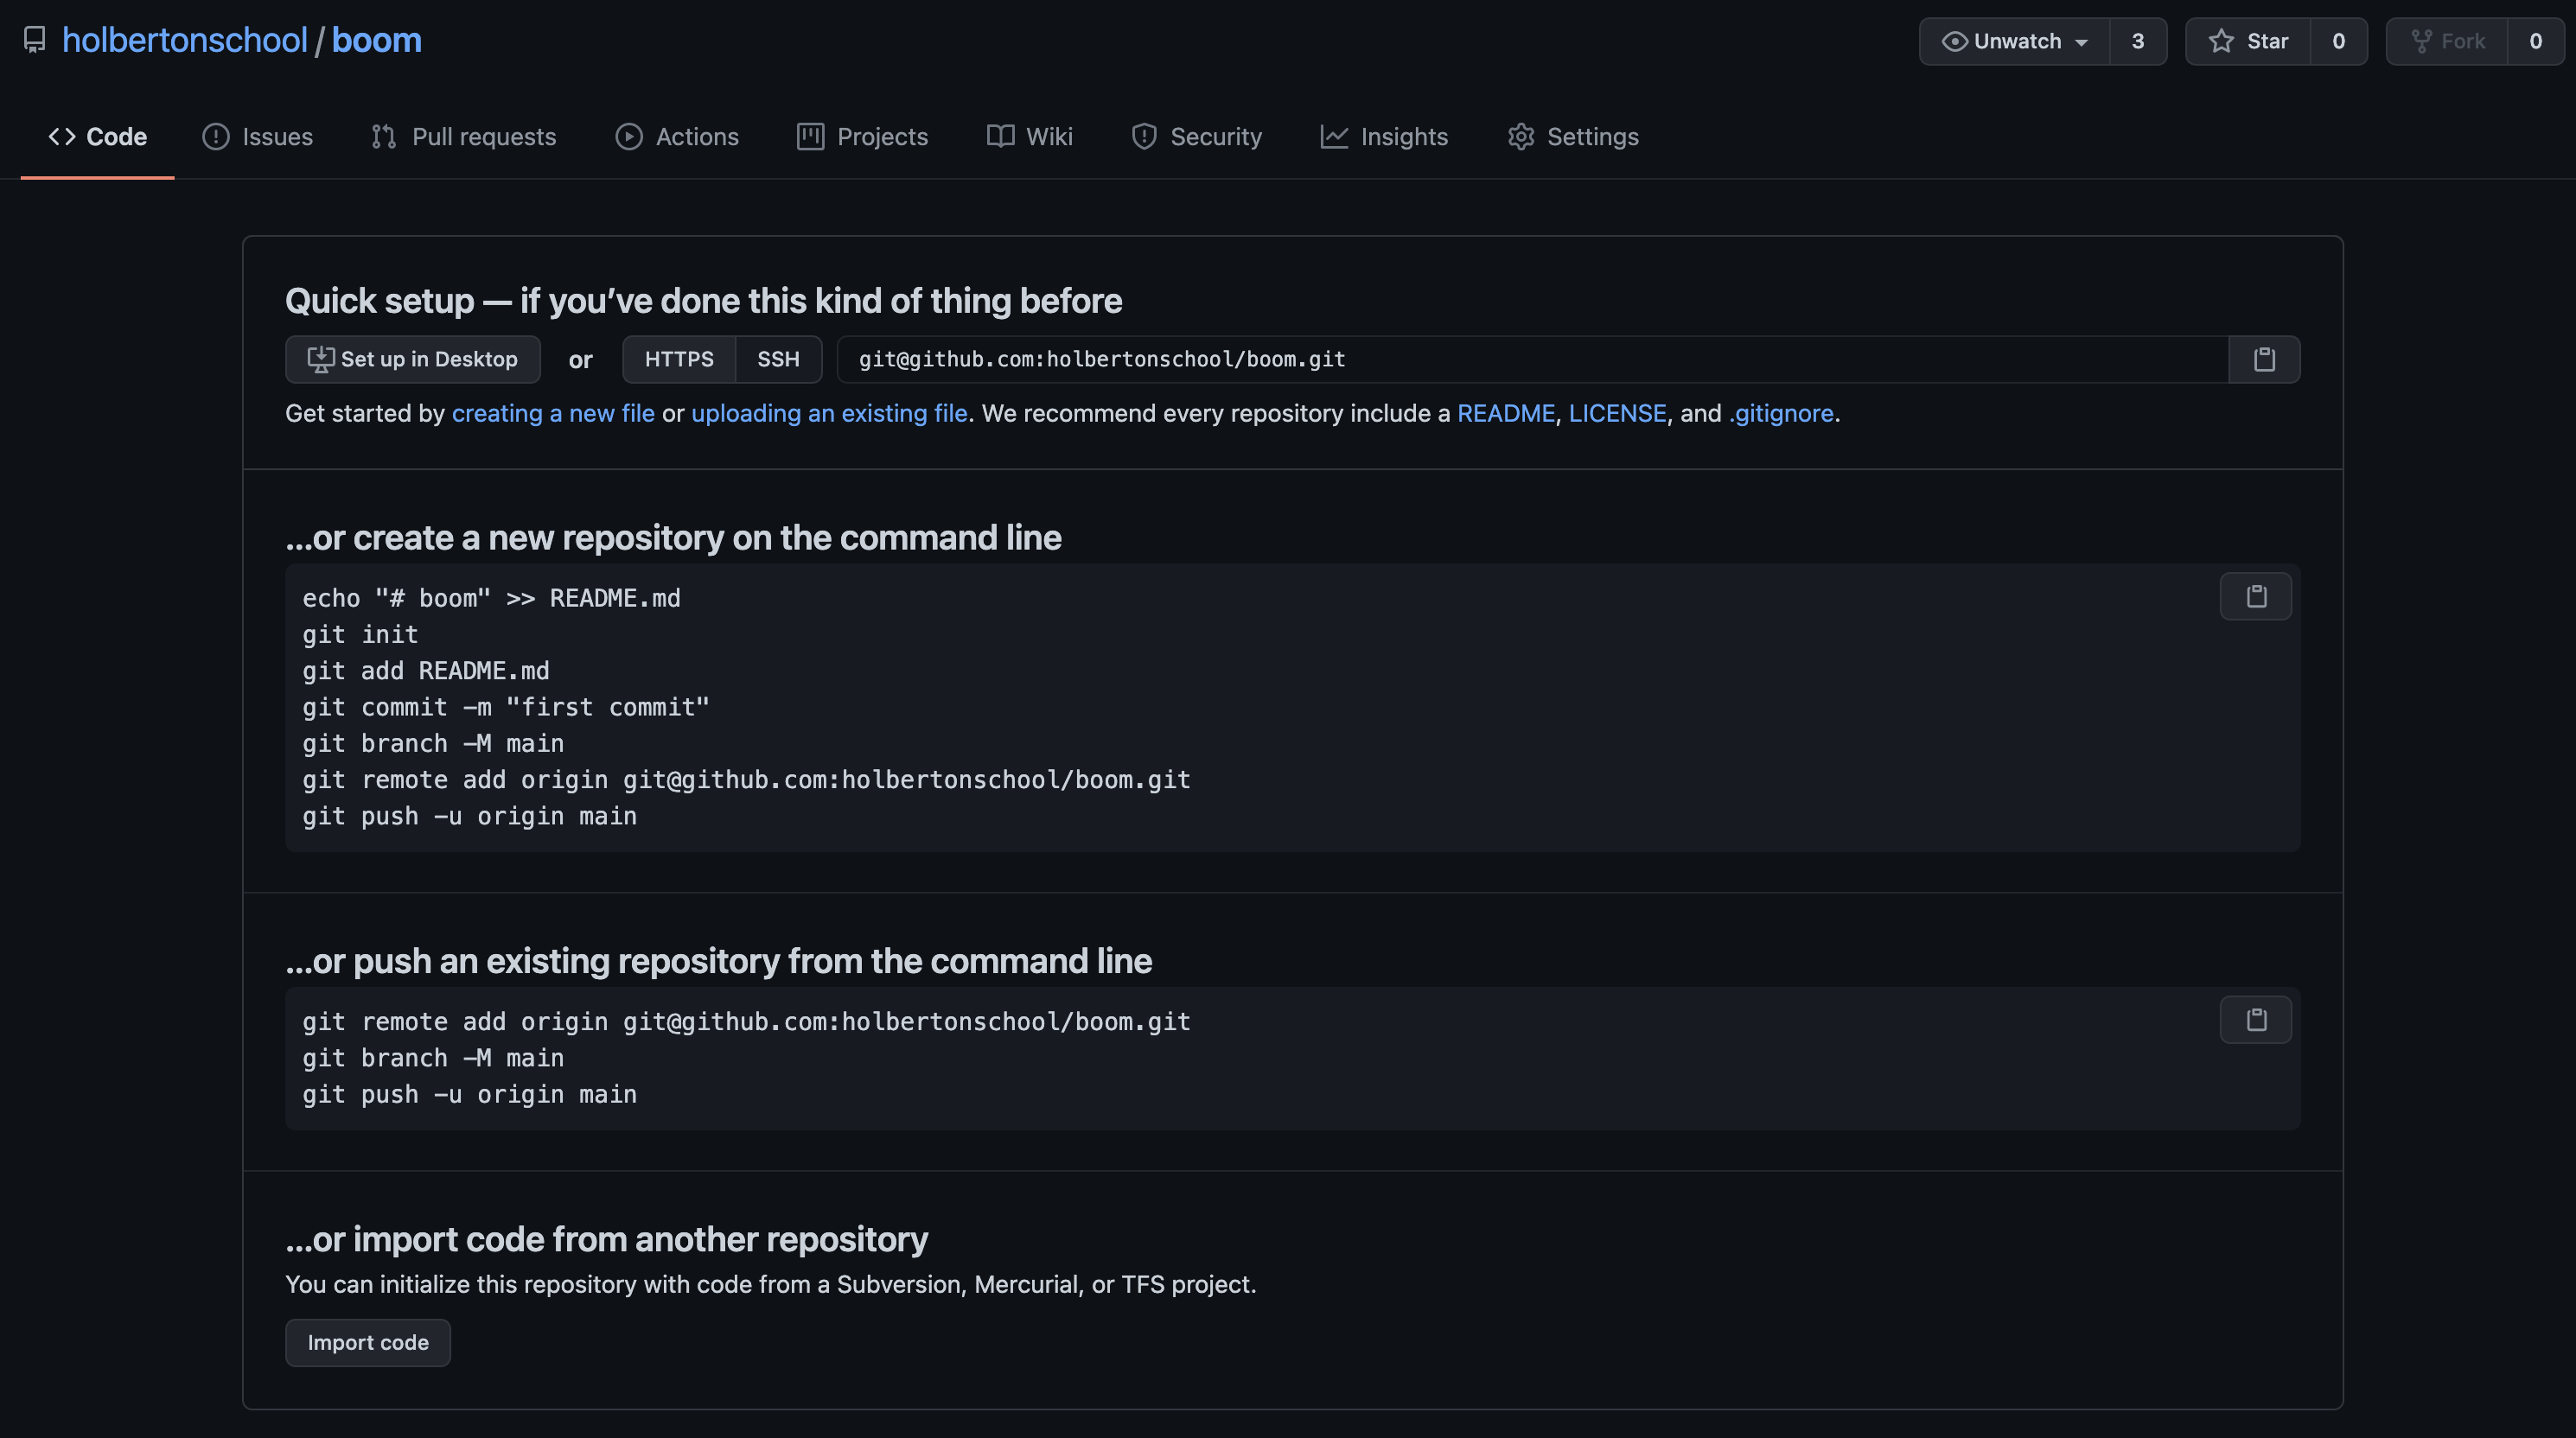 holbertonschool / boom
Unwatch 3 Star 0 Fork 0
Code Issues Pull requests Actions Projects Wiki Security Insights Settings
Quick setup — if you’ve done this kind of thing before
Set up in Desktop or HTTPS SSH git@github.com:holbertonschool/boom.git
Get started by creating a new file or uploading an existing file. We recommend every repository include a README, LICENSE, and .gitignore.
…or create a new repository on the command line
echo "# boom" >> README.md
git init
git add README.md
git commit -m "first commit"
git branch -M main
git remote add origin git@github.com:holbertonschool/boom.git
git push -u origin main
…or push an existing repository from the command line
git remote add origin git@github.com:holbertonschool/boom.git
git branch -M main
git push -u origin main
…or import code from another repository
You can initialize this repository with code from a Subversion, Mercurial, or TFS project.
Import code